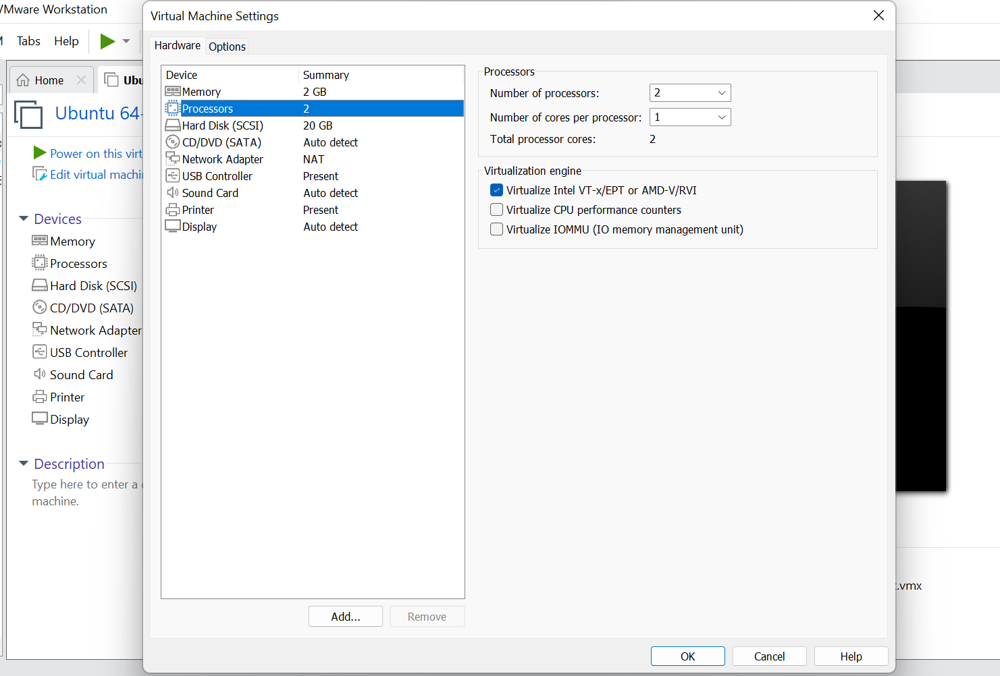 VMware Workstation
Virtual Machine Settings
Tabs Help
Hardware Options
Home
Ubuntu 64-
Power on this virt
Edit virtual machi
Devices
Memory
Processors
Hard Disk (SCSI)
CD/DVD (SATA)
Network Adapter
USB Controller
Sound Card
Printer
Display
Description
Type here to enter a
machine.
Device Summary
Memory 2 GB
Processors 2
Hard Disk (SCSI) 20 GB
CD/DVD (SATA) Auto detect
Network Adapter NAT
USB Controller Present
Sound Card Auto detect
Printer Present
Display Auto detect
Add...
Remove
Processors
Number of processors: 2
Number of cores per processor: 1
Total processor cores: 2
Virtualization engine
Virtualize Intel VT-x/EPT or AMD-V/RVI
Virtualize CPU performance counters
Virtualize IOMMU (IO memory management unit)
.vmx
OK
Cancel
Help